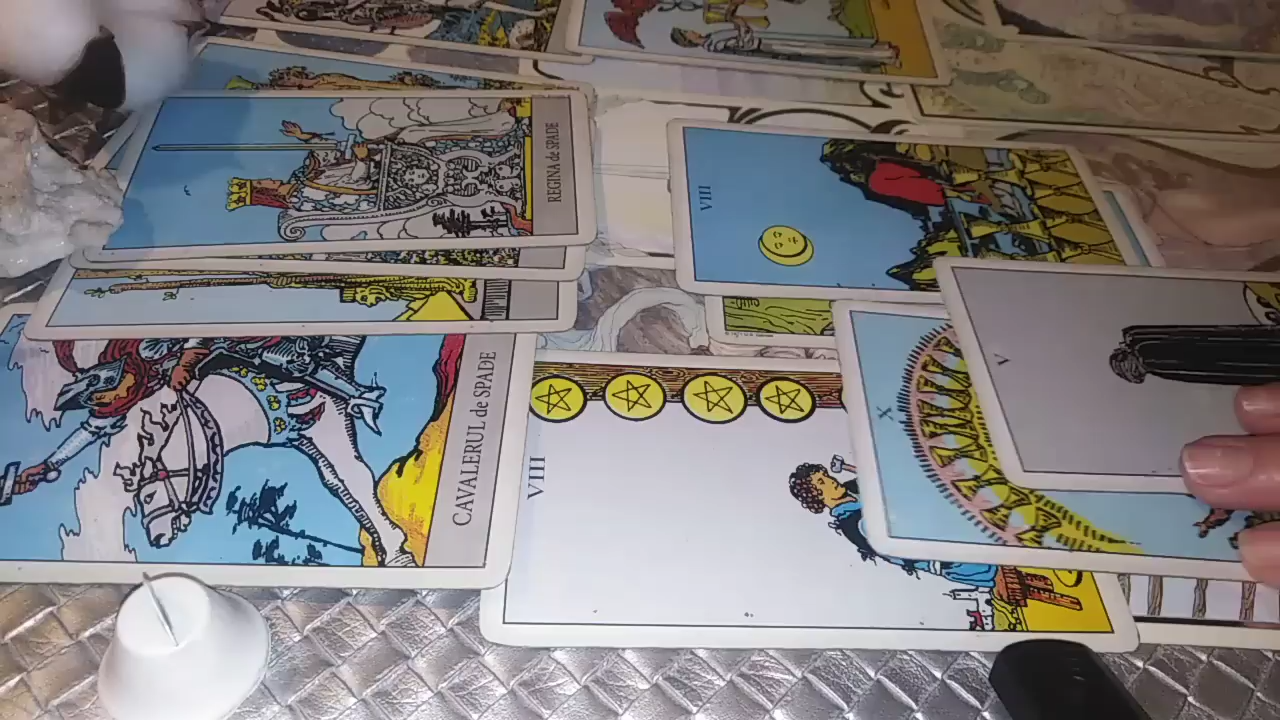 REGINA de SPADE
VIII
CAVALERUL de SPADE
VIII
X
V